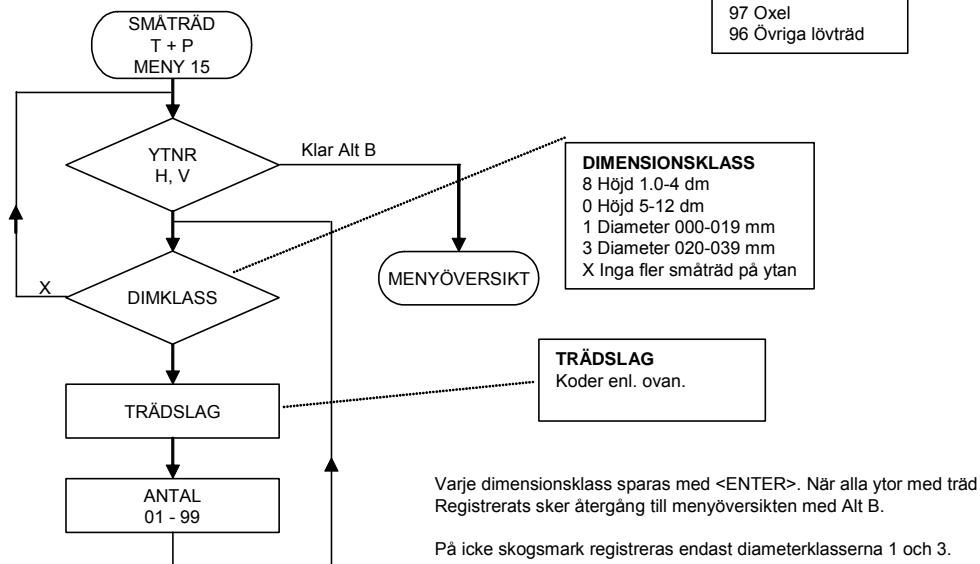 97 Oxel
96 Övriga lövträd
SMÅTRÄD
T + P
MENY 15
YTNR
H, V
Klar Alt B
DIMENSIONSKLASS
8 Höjd 1.0-4 dm
0 Höjd 5-12 dm
1 Diameter 000-019 mm
3 Diameter 020-039 mm
X Inga fler småträd på ytan
MENYÖVERSIKT
X
DIMKLASS
TRÄDSLAG
Koder enl. ovan.
TRÄDSLAG
ANTAL
01 - 99
Varje dimensionsklass sparas med <ENTER>. När alla ytor med träd
Registrerats sker återgång till menyöversikten med Alt B.
På icke skogsmark registreras endast diameterklasserna 1 och 3.